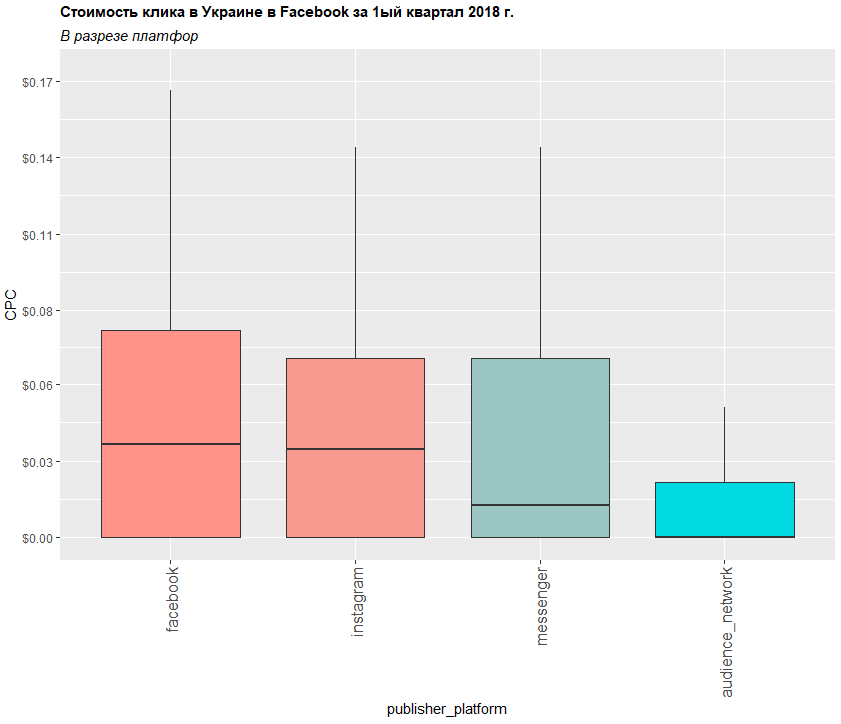 Стоимость клика в Украине в Facebook за 1ый квартал 2018 г.
В разрезе платфор
$0.17
$0.14
$0.11
$0.08
$0.06
$0.03
$0.00
CPC
facebook
instagram
messenger
audience_network
publisher_platform